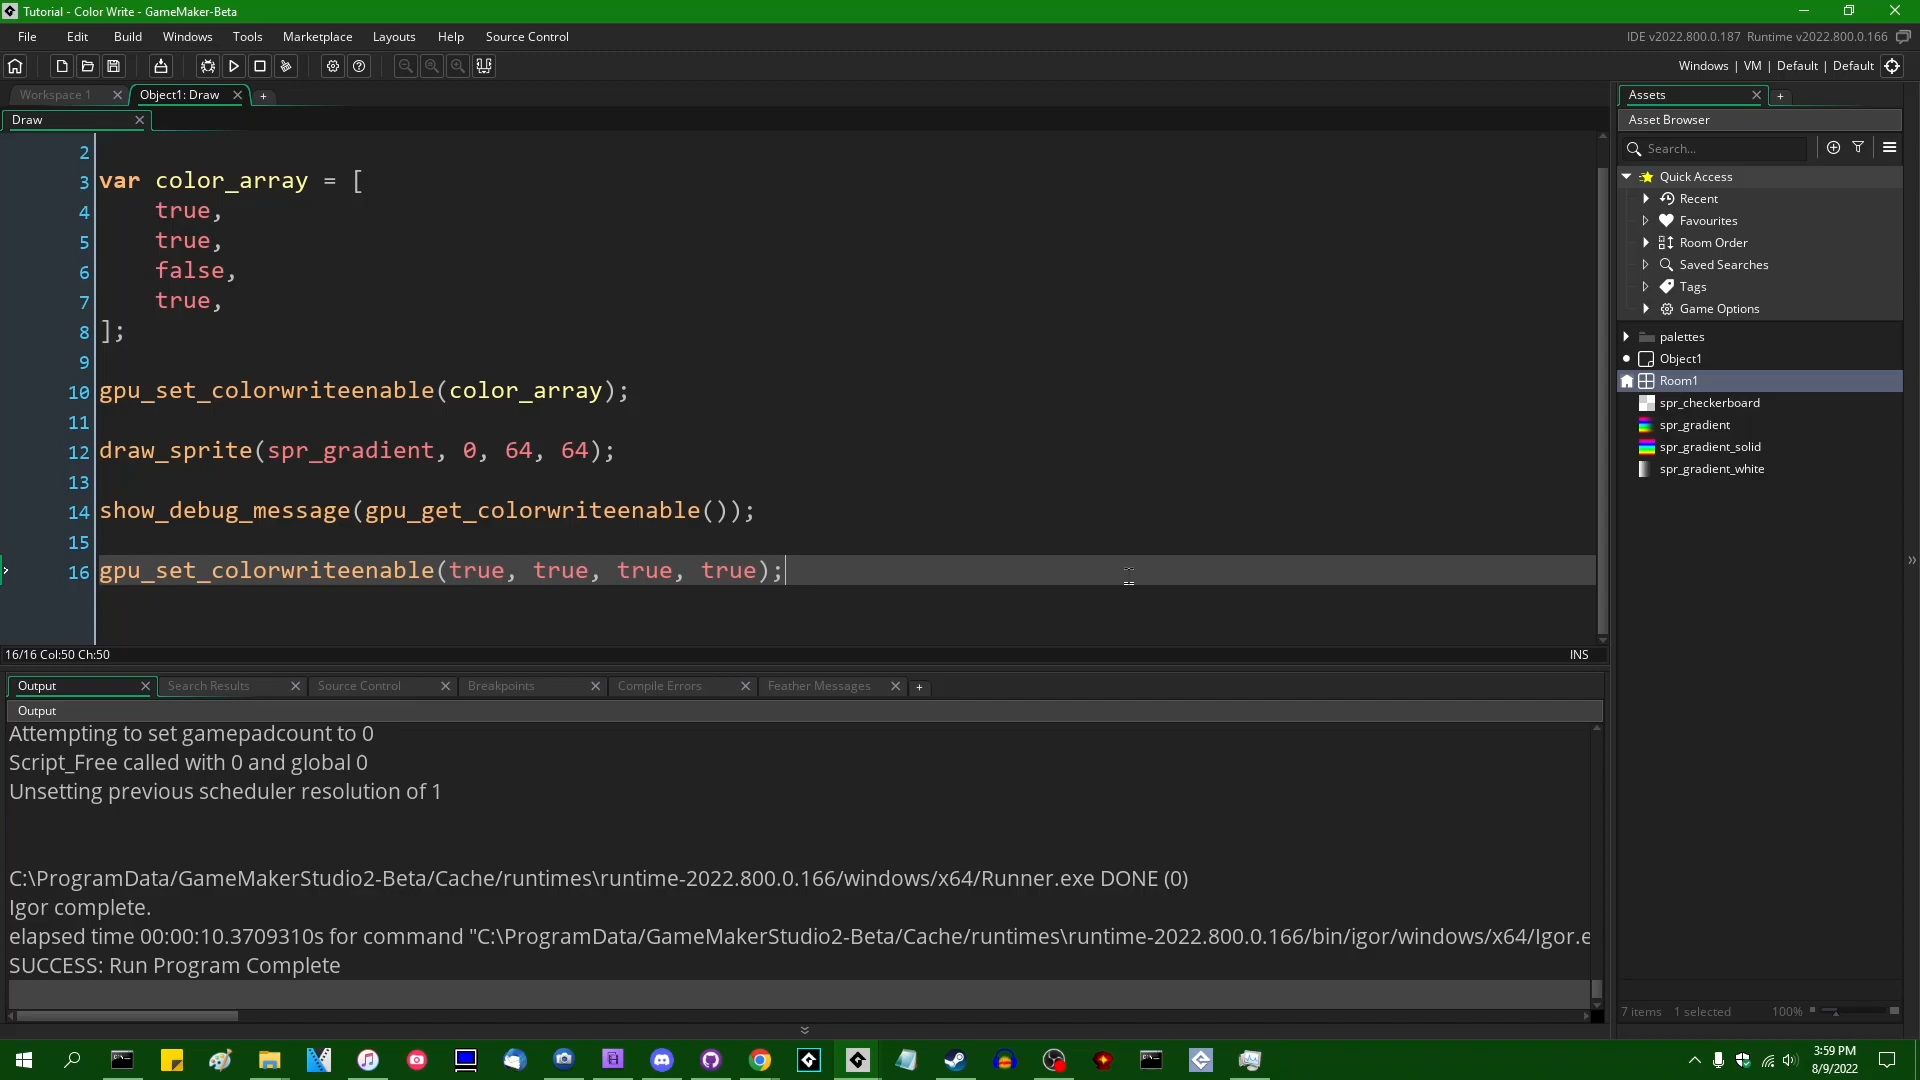 Tutorial - Color Write - GameMaker-Beta
File Edit Build Windows Tools Marketplace Layouts Help Source Control
IDE v2022.800.0.187 Runtime v2022.800.0.166
Windows | VM | Default | Default
Workspace 1
Object1: Draw
Draw
2
3 var color_array = [
4 true,
5 true,
6 false,
7 true,
8 ];
9
10 gpu_set_colorwriteenable(color_array);
11
12 draw_sprite(spr_gradient, 0, 64, 64);
13
14 show_debug_message(gpu_get_colorwriteenable());
15
16 gpu_set_colorwriteenable(true, true, true, true);
16/16 Col:50 Ch:50
INS
Output Search Results Source Control Breakpoints Compile Errors Feather Messages
Output
Attempting to set gamepadcount to 0
Script_Free called with 0 and global 0
Unsetting previous scheduler resolution of 1
C:\ProgramData/GameMakerStudio2-Beta/Cache/runtimes\runtime-2022.800.0.166/windows/x64/Runner.exe DONE (0)
Igor complete.
elapsed time 00:00:10.3709310s for command "C:\ProgramData/GameMakerStudio2-Beta/Cache/runtimes\runtime-2022.800.0.166/bin/igor/windows/x64/Igor.e
SUCCESS: Run Program Complete
Assets
Asset Browser
Search...
Quick Access
Recent
Favourites
Room Order
Saved Searches
Tags
Game Options
palettes
Object1
Room1
spr_checkerboard
spr_gradient
spr_gradient_solid
spr_gradient_white
7 items 1 selected 100%
3:59 PM
8/9/2022